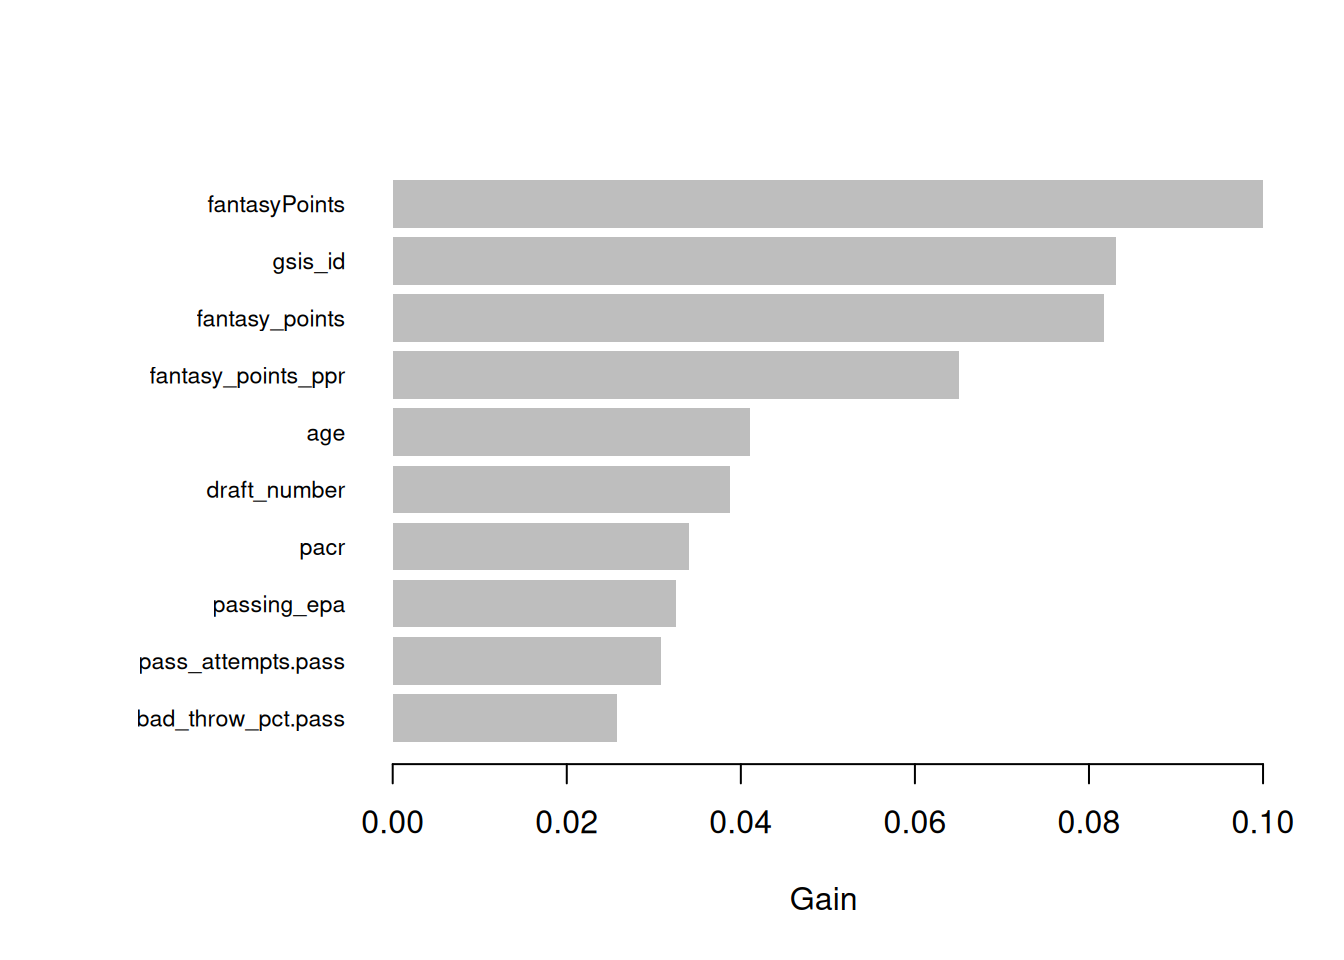 fantasyPoints
gsis_id
fantasy_points
fantasy_points_ppr
age
draft_number
pacr
passing_epa
pass_attempts.pass
bad_throw_pct.pass
0.00 0.02 0.04 0.06 0.08 0.10
Gain